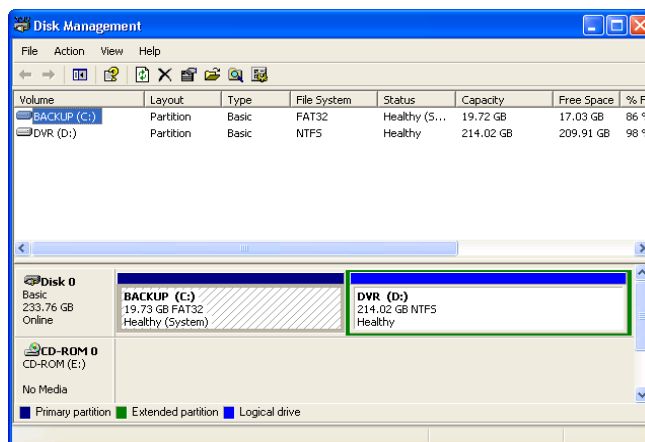 Disk Management
File Action View Help
Volume Layout Type File System Status Capacity Free Space % F
BACKUP (C:) Partition Basic FAT32 Healthy (S... 19.72 GB 17.03 GB 86 %
DVR (D:) Partition Basic NTFS Healthy 214.02 GB 209.91 GB 98 %
Disk 0
Basic
233.76 GB
Online
BACKUP (C:)
19.73 GB FAT32
Healthy (System)
DVR (D:)
214.02 GB NTFS
Healthy
CD-ROM 0
CD-ROM (E:)
No Media
Primary partition Extended partition Logical drive